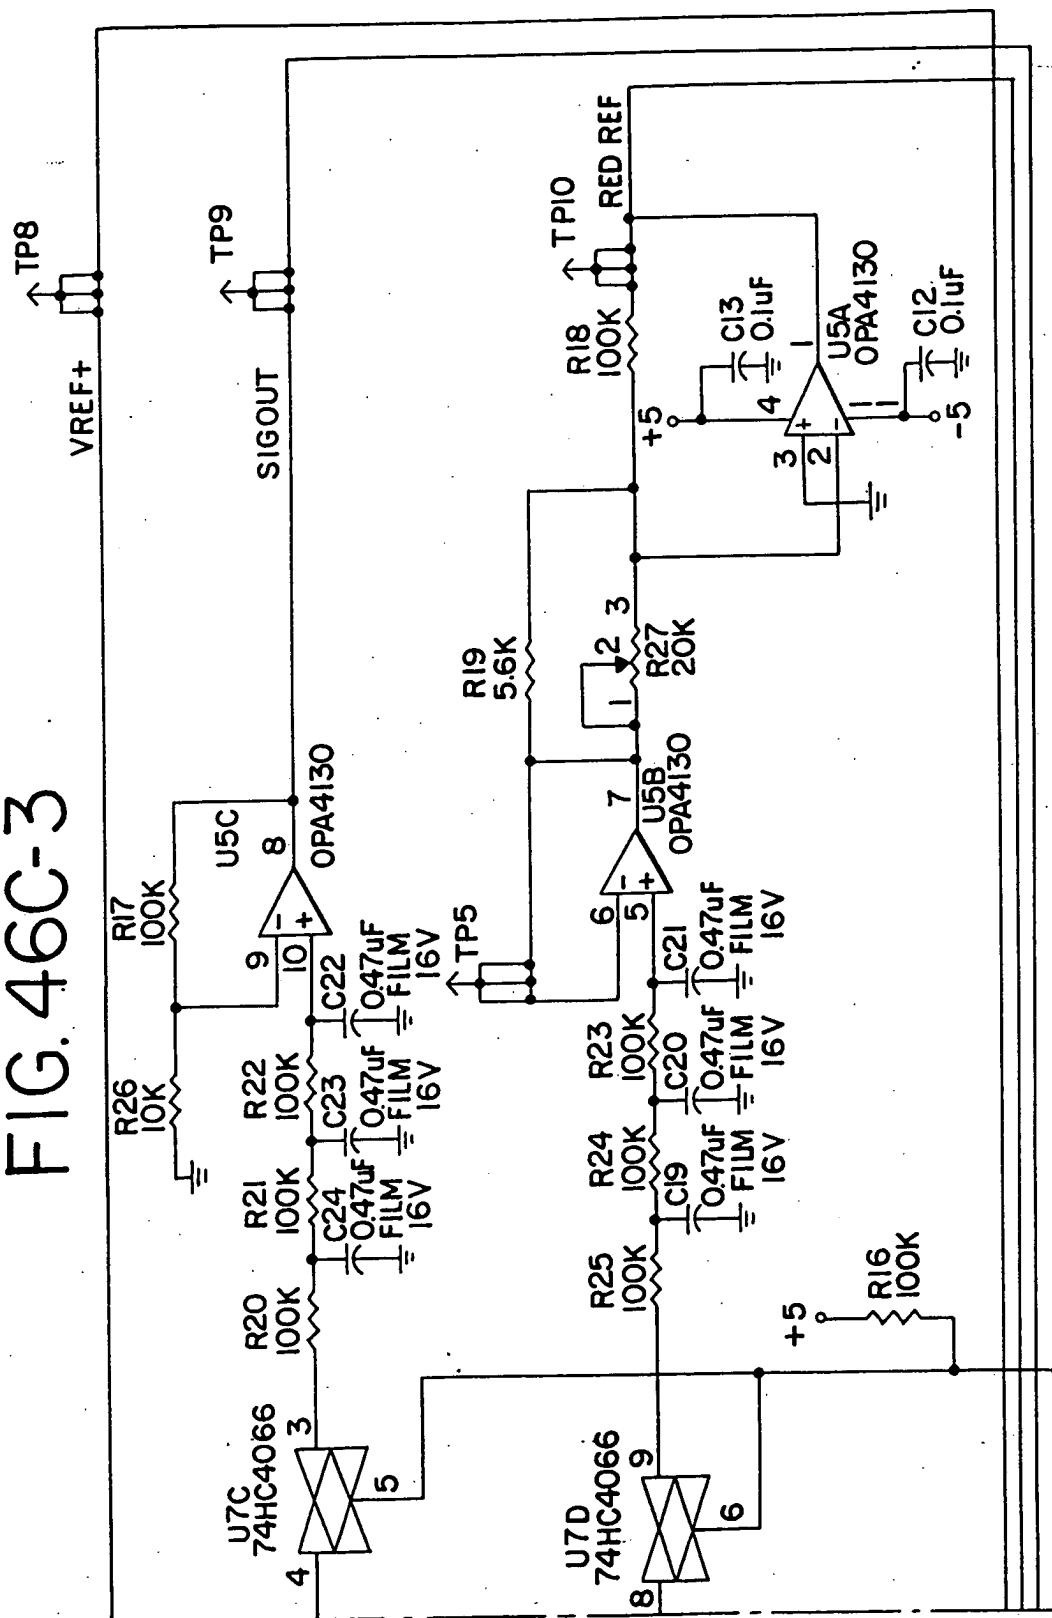 FIG. 46C-3
TP8
VREF+
TP9
SIGOUT
R17
100K
R26
10K
U5C
8
OPA4130
9
10
C22
0.47uF
FILM
16V
R22
100K
C23
0.47uF
FILM
16V
R21
100K
C24
0.47uF
FILM
16V
R20
100K
U7C
74HC4066
3
4
5
TP10
RED REF
R18
100K
R19
5.6K
+5
C13
0.1uF
4
1
U5A
OPA4130
3
2
11
C12
0.1uF
-5
1
2
3
R27
20K
TP5
7
U5B
OPA4130
6
5
C21
0.47uF
FILM
16V
R23
100K
C20
0.47uF
FILM
16V
R24
100K
C19
0.47uF
FILM
16V
R25
100K
U7D
74HC4066
9
8
6
+5
R16
100K